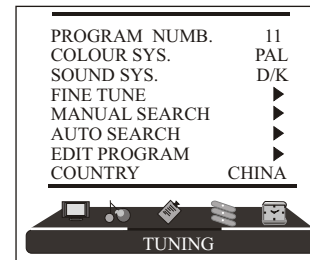 PROGRAM NUMB. 11
COLOUR SYS. PAL
SOUND SYS. D/K
FINE TUNE
MANUAL SEARCH
AUTO SEARCH
EDIT PROGRAM
COUNTRY CHINA
TUNING